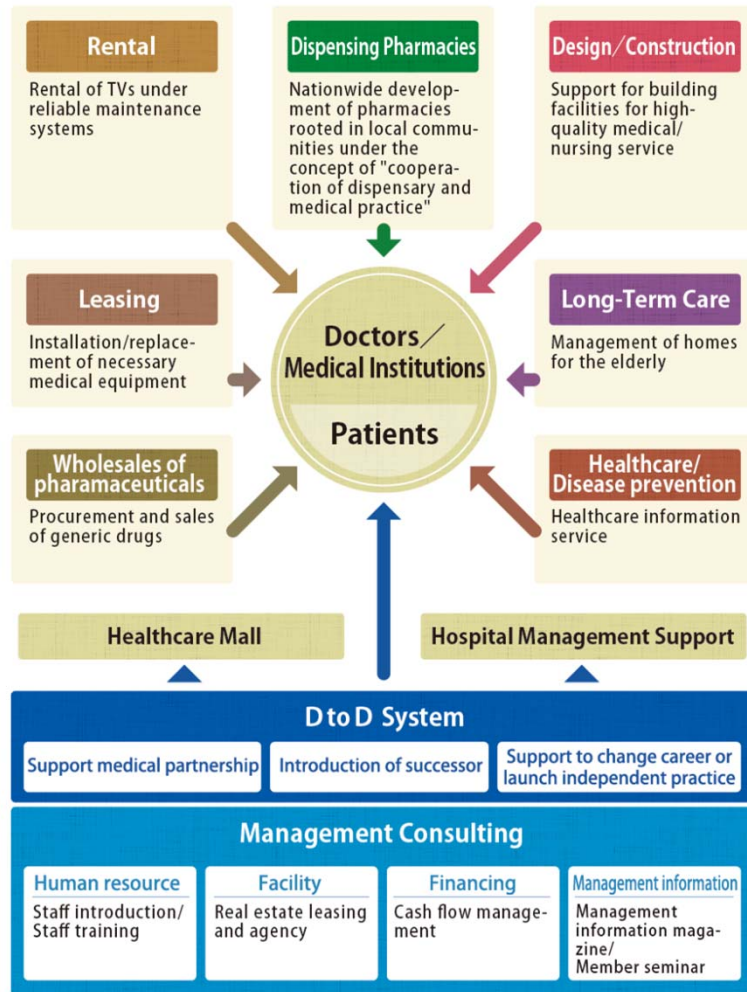 Rental
Rental of TVs under
reliable maintenance
systems
Dispensing Pharmacies
Nationwide develop-
ment of pharmacies
rooted in local commu-
nities under the
concept of "coopera-
tion of dispensary and
medical practice"
Design／Construction
Support for building
facilities for high-
quality medical/
nursing service
Leasing
Installation/replace-
ment of necessary
medical equipment
Doctors／
Medical Institutions
Patients
Long-Term Care
Management of homes
for the elderly
Wholesales of
pharamaceuticals
Procurement and sales
of generic drugs
Healthcare/
Disease prevention
Healthcare information
service
Healthcare Mall
Hospital Management Support
D to D System
Support medical partnership
Introduction of successor
Support to change career or
launch independent practice
Management Consulting
Human resource
Staff introduction/
Staff training
Facility
Real estate leasing
and agency
Financing
Cash flow manage-
ment
Management information
Management
information maga-
zine/
Member seminar